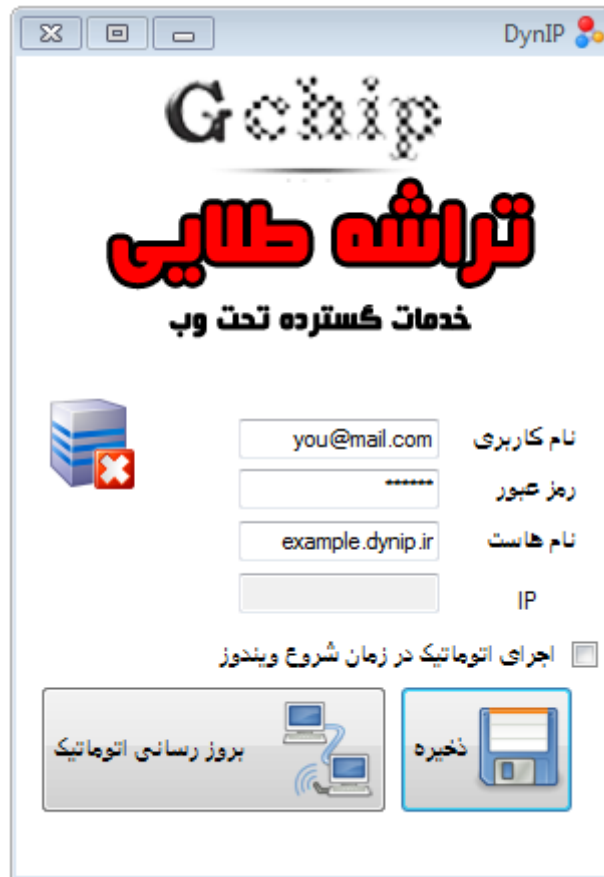 DynIP
Gchip
تراشه طلایی
خدمات گسترده تحت وب
نام کاربری you@mail.com
رمز عبور ******
نام هاست example.dynip.ir
IP
اجرای اتوماتیک در زمان شروع ویندوز
ذخیره بروز رسانی اتوماتیک